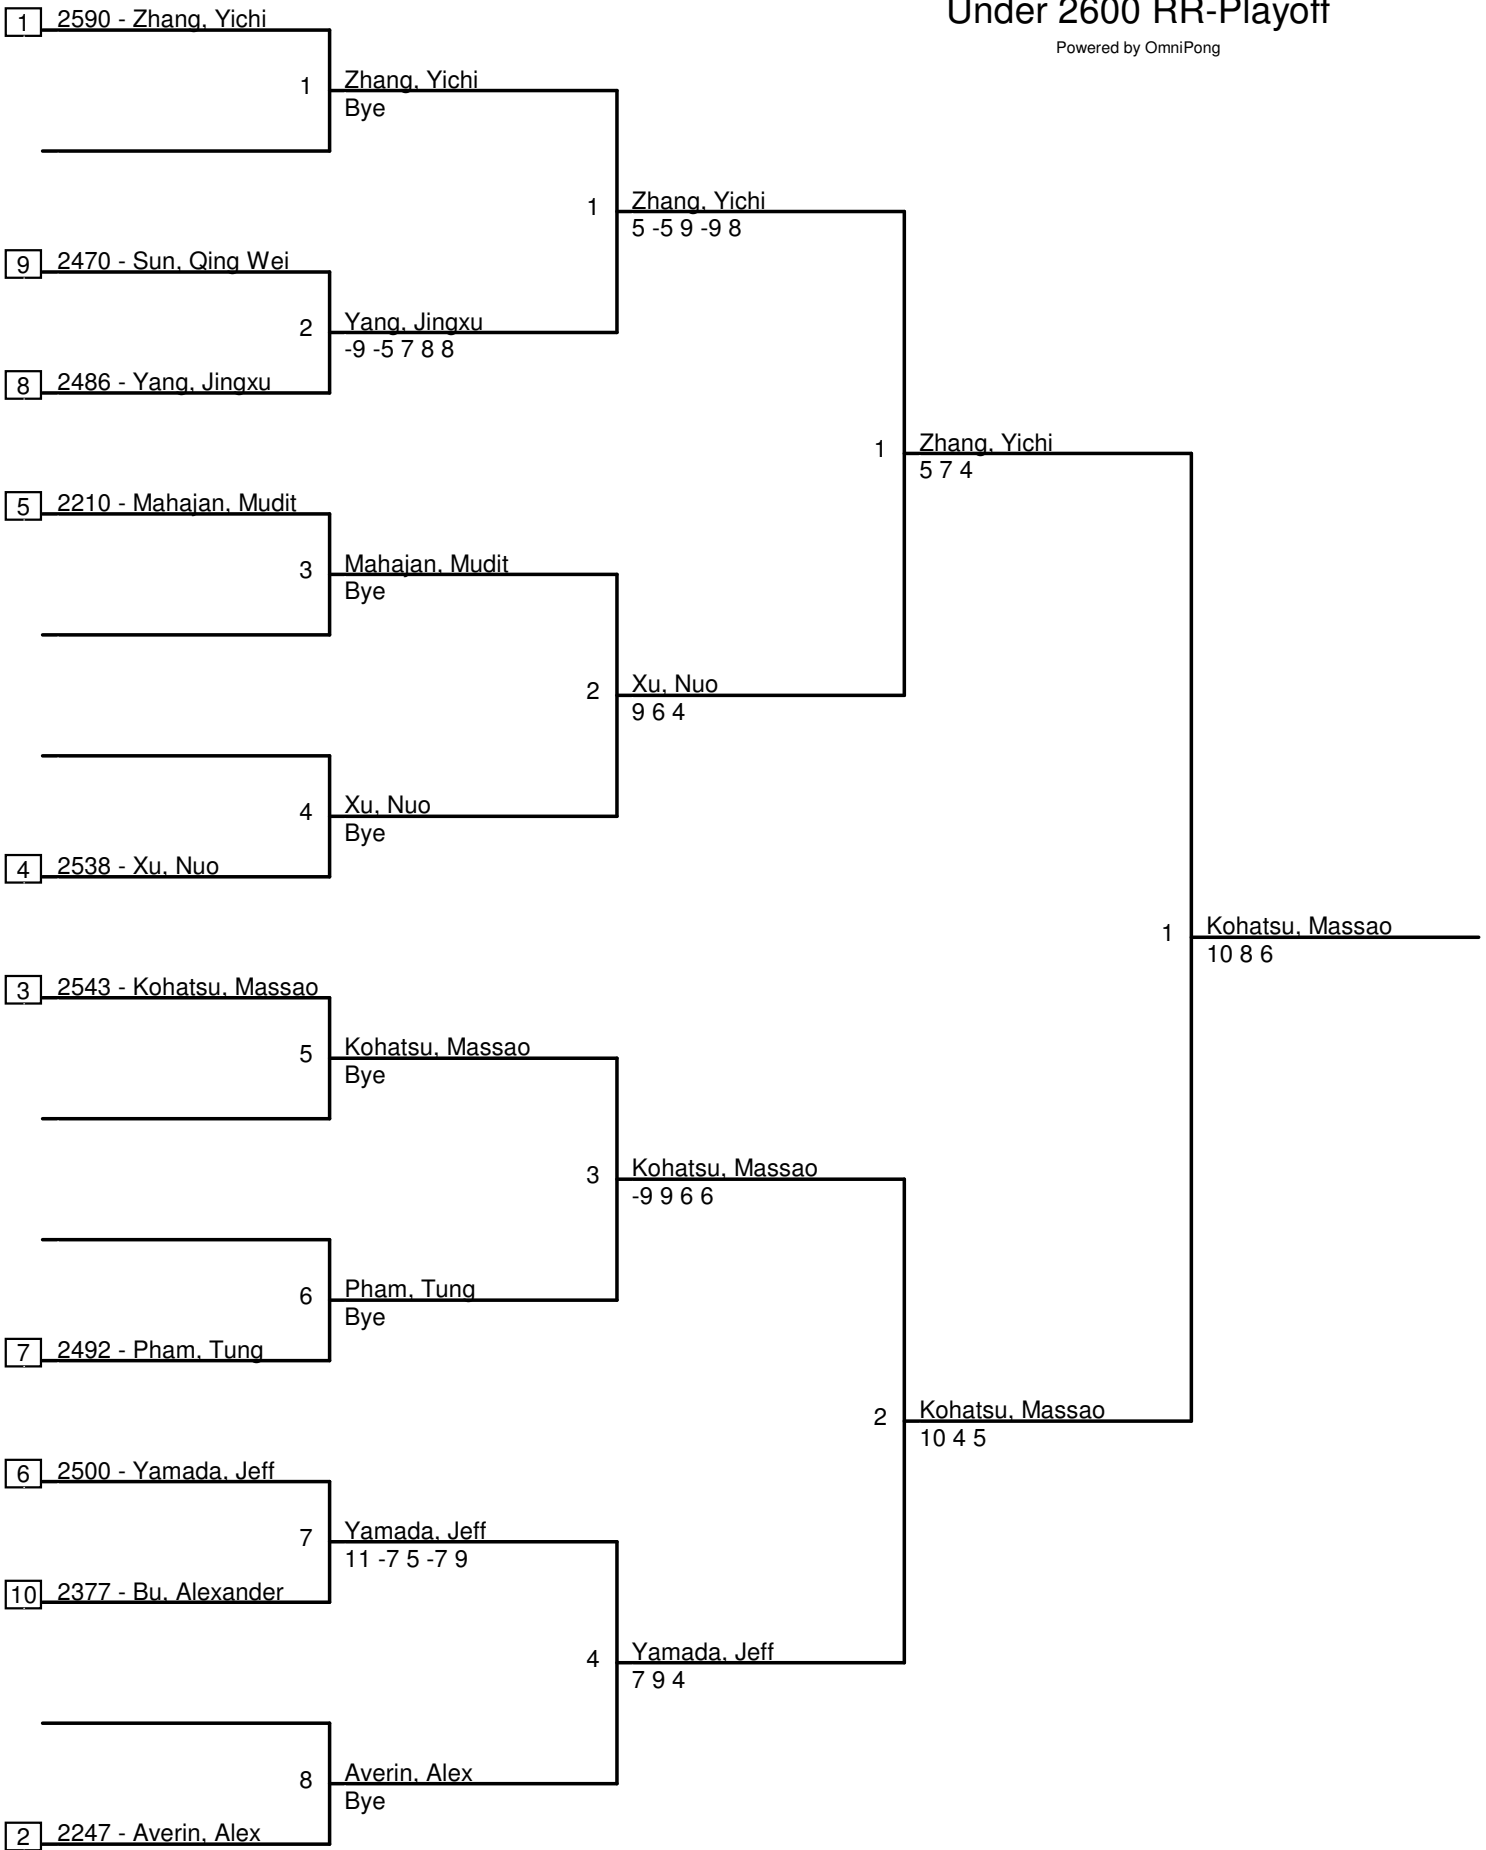 Under 2600 RR-Playoff
Powered by OmniPong
1 2590 - Zhang, Yichi
1 Zhang, Yichi
Bye
1 Zhang, Yichi
5 -5 9 -9 8
9 2470 - Sun, Qing Wei
2 Yang, Jingxu
-9 -5 7 8 8
8 2486 - Yang, Jingxu
1 Zhang, Yichi
5 7 4
5 2210 - Mahajan, Mudit
3 Mahajan, Mudit
Bye
2 Xu, Nuo
9 6 4
4 Xu, Nuo
Bye
4 2538 - Xu, Nuo
1 Kohatsu, Massao
10 8 6
3 2543 - Kohatsu, Massao
5 Kohatsu, Massao
Bye
3 Kohatsu, Massao
-9 9 6 6
6 Pham, Tung
Bye
7 2492 - Pham, Tung
2 Kohatsu, Massao
10 4 5
6 2500 - Yamada, Jeff
7 Yamada, Jeff
11 -7 5 -7 9
10 2377 - Bu, Alexander
4 Yamada, Jeff
7 9 4
8 Averin, Alex
Bye
2 2247 - Averin, Alex